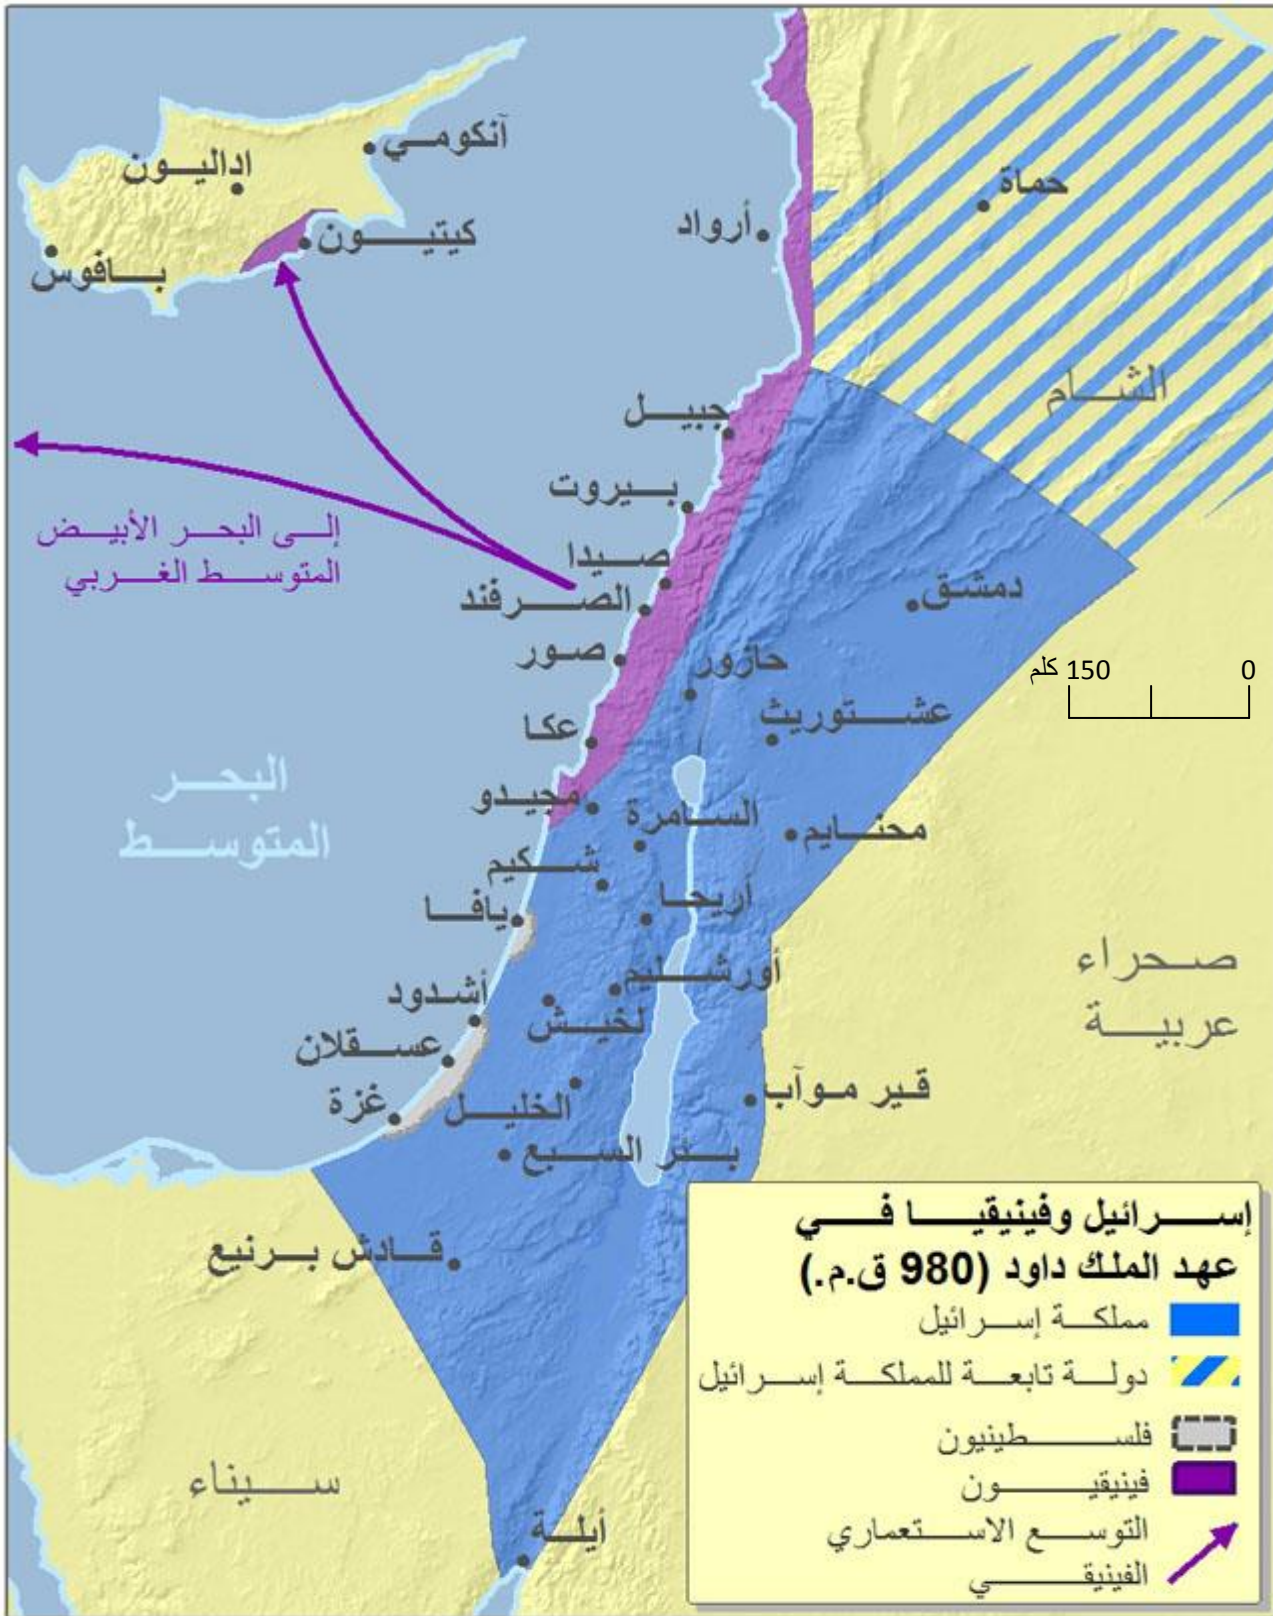 آنكومي
اداليون
حماة
أرواد
كيتيون
بافوس
الشام
جبيل
بيروت
إلى البحر الأبيض
المتوسط الغربي
صيدا
الصرفند
دمشق
صور
حازور
150 كلم
0
عشتوريث
عكا
البحر
المتوسط
مجيدو
السامرة
محنايم
شكيم
أريحا
يافا
صحراء
عربية
أورشليم
أشدود
لخيش
عسقلان
قير موآب
غزة
الخليل
بئر السبع
قادش برنيع
سيناء
أيلة
إسرائيل وفينيقيا في
عهد الملك داود (980 ق.م.)
مملكة إسرائيل
دولة تابعة للمملكة إسرائيل
فلسطينيون
فينيقيون
التوسع الاستعماري
الفينيقي